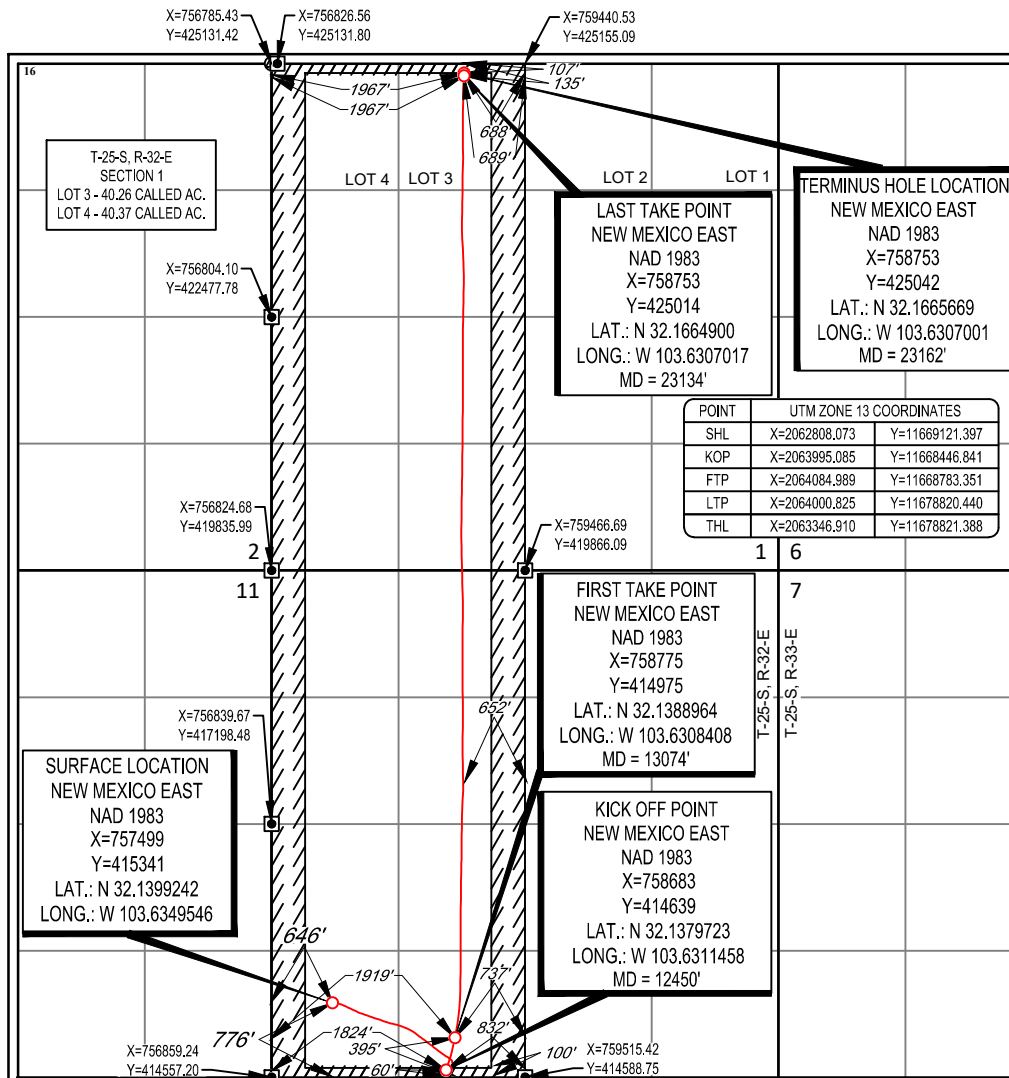 X=756785.43
Y=425131.42
X=756826.56
Y=425131.80
X=759440.53
Y=425155.09
16
107'
135'
1967'
1967'
688'
689'
T-25-S, R-32-E
SECTION 1
LOT 3 - 40.26 CALLED AC.
LOT 4 - 40.37 CALLED AC.
LOT 4
LOT 3
LOT 2
LOT 1
LAST TAKE POINT
NEW MEXICO EAST
NAD 1983
X=758753
Y=425014
LAT.: N 32.1664900
LONG.: W 103.6307017
MD = 23134'
TERMINUS HOLE LOCATION
NEW MEXICO EAST
NAD 1983
X=758753
Y=425042
LAT.: N 32.1665669
LONG.: W 103.6307001
MD = 23162'
X=756804.10
Y=422477.78
POINT UTM ZONE 13 COORDINATES
SHL X=2062808.073 Y=11669121.397
KOP X=2063995.085 Y=11668446.841
FTP X=2064084.989 Y=11668783.351
LTP X=2064000.825 Y=11678820.440
THL X=2063346.910 Y=11678821.388
X=756824.68
Y=419835.99
X=759466.69
Y=419866.09
2
11
1
6
7
FIRST TAKE POINT
NEW MEXICO EAST
NAD 1983
X=758775
Y=414975
LAT.: N 32.1388964
LONG.: W 103.6308408
MD = 13074'
T-25-S, R-32-E
T-25-S, R-33-E
652'
X=756839.67
Y=417198.48
SURFACE LOCATION
NEW MEXICO EAST
NAD 1983
X=757499
Y=415341
LAT.: N 32.1399242
LONG.: W 103.6349546
KICK OFF POINT
NEW MEXICO EAST
NAD 1983
X=758683
Y=414639
LAT.: N 32.1379723
LONG.: W 103.6311458
MD = 12450'
646'
1919'
737'
776'
1824'
832'
395'
100'
60'
X=756859.24
Y=414557.20
X=759515.42
Y=414588.75